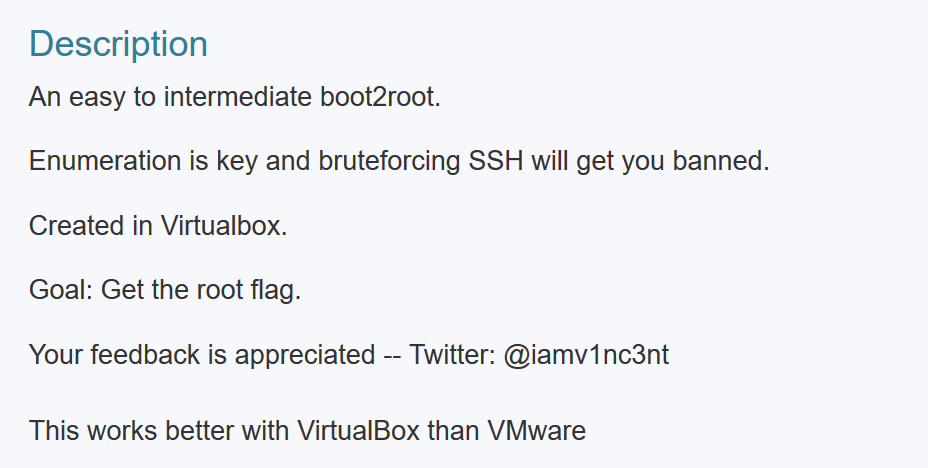 Description
An easy to intermediate boot2root.
Enumeration is key and bruteforcing SSH will get you banned.
Created in Virtualbox.
Goal: Get the root flag.
Your feedback is appreciated -- Twitter: @iamv1nc3nt
This works better with VirtualBox than VMware